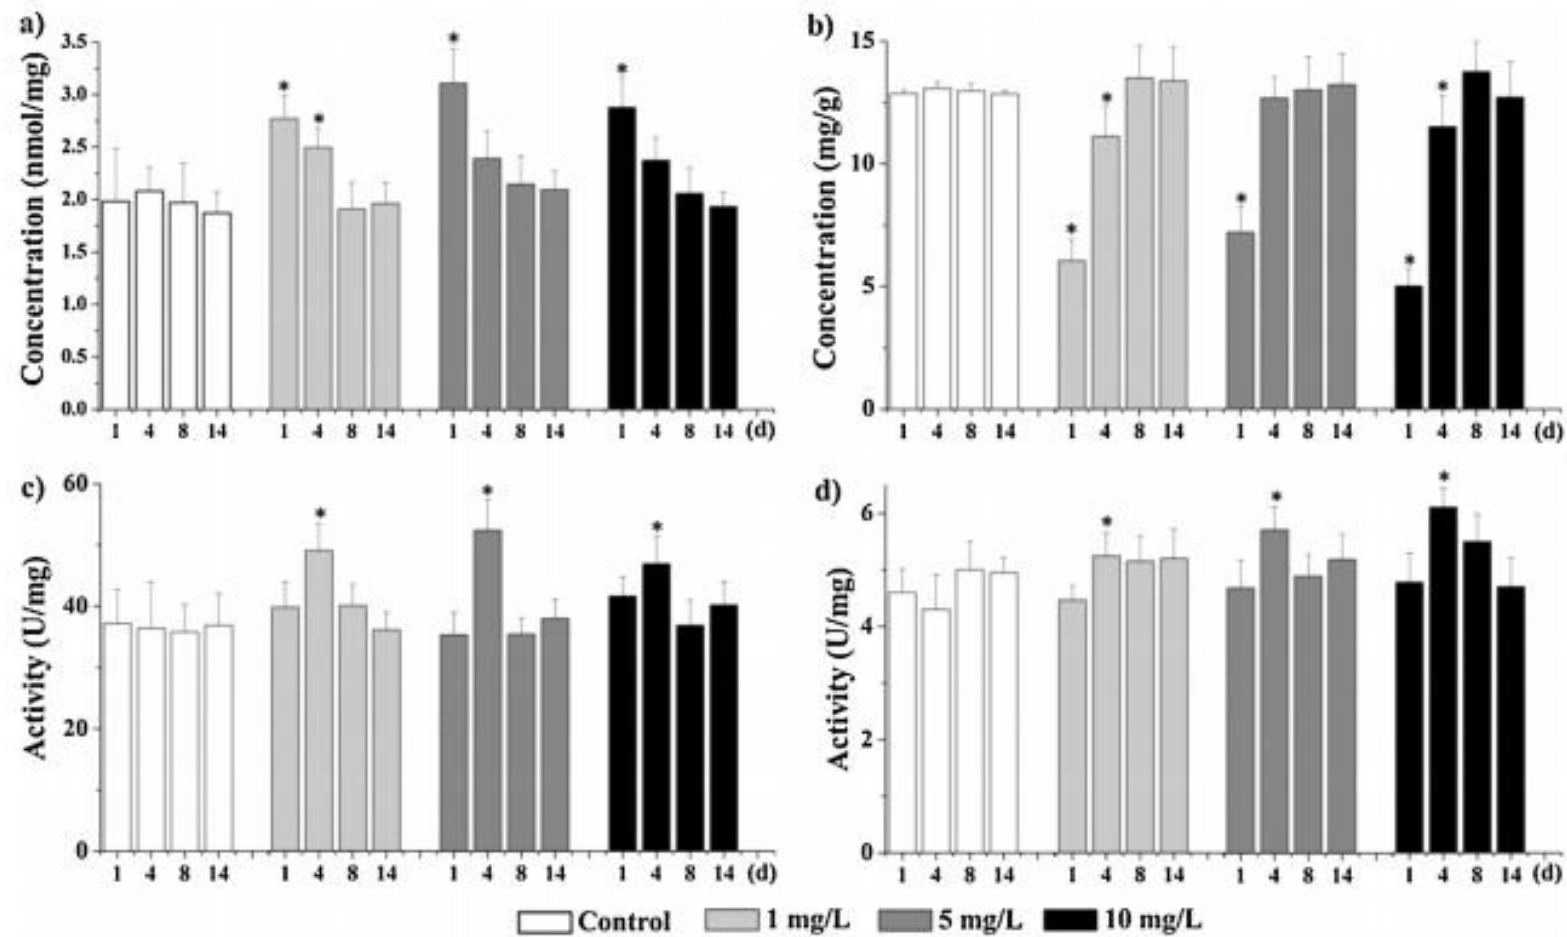 a)
Concentration (nmol/mg)
3.5
3.0
2.5
2.0
1.5
1.0
0.5
0.0
* * * * *
1 4 8 14 1 4 8 14 1 4 8 14 1 4 8 14 (d)
b)
Concentration (mg/g)
15
10
5
0
* * * * *
1 4 8 14 1 4 8 14 1 4 8 14 1 4 8 14 (d)
c)
Activity (U/mg)
60
40
20
0
* * *
1 4 8 14 1 4 8 14 1 4 8 14 1 4 8 14 (d)
d)
Activity (U/mg)
6
4
2
0
* * *
1 4 8 14 1 4 8 14 1 4 8 14 1 4 8 14 (d)
Control 1 mg/L 5 mg/L 10 mg/L